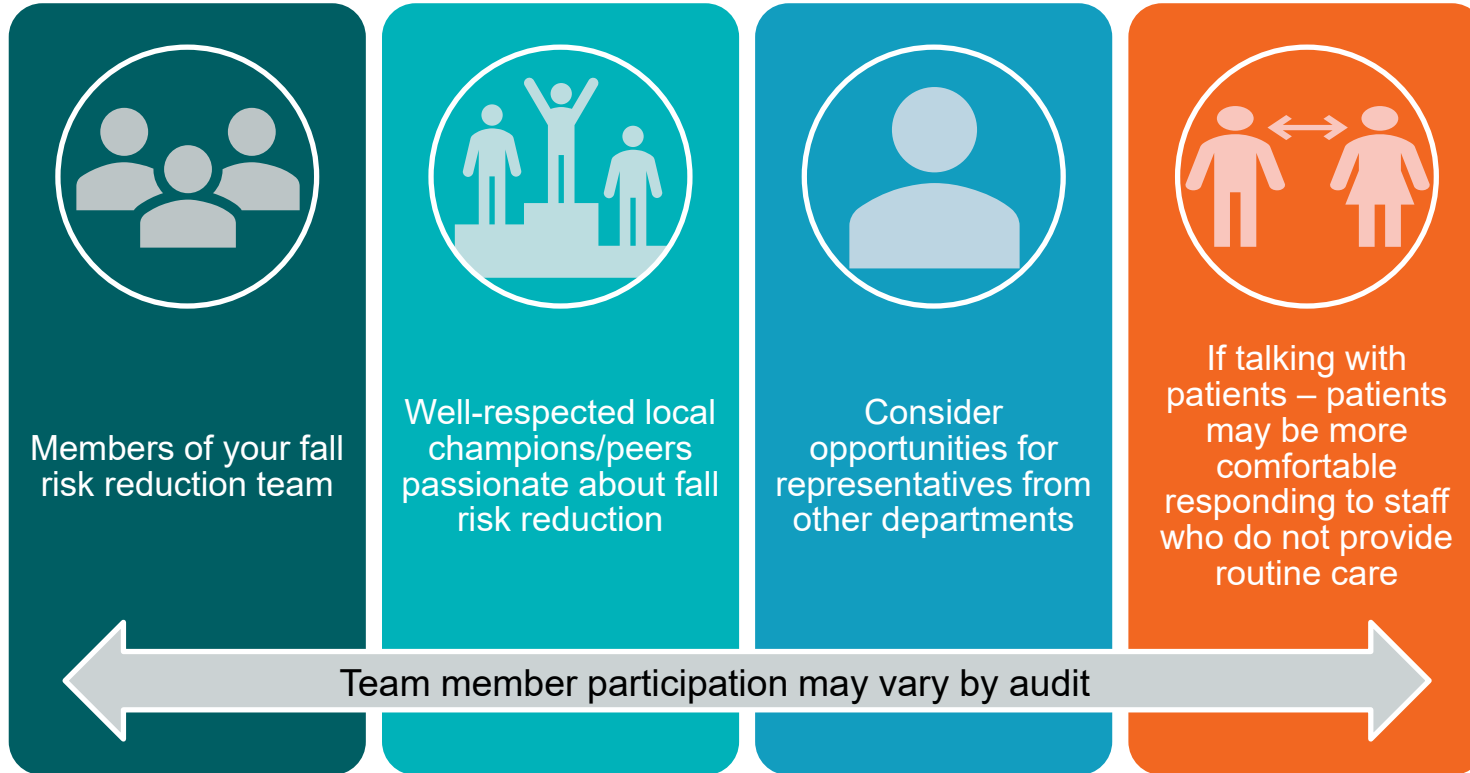 Members of your fall
risk reduction team
Well-respected local
champions/peers
passionate about fall
risk reduction
Consider
opportunities for
representatives from
other departments
If talking with
patients – patients
may be more
comfortable
responding to staff
who do not provide
routine care
Team member participation may vary by audit